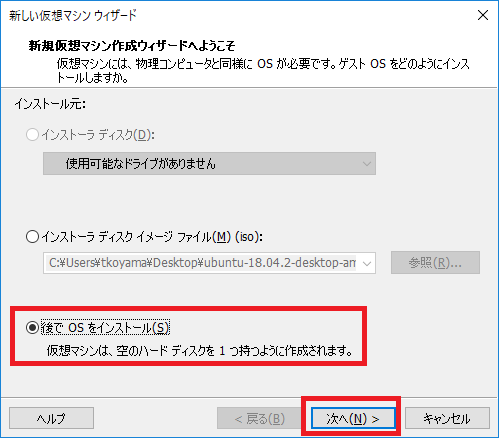 新しい仮想マシン ウィザード
新規仮想マシン作成ウィザードへようこそ
仮想マシンには、物理コンピュータと同様に OS が必要です。ゲスト OS をどのようにインス
トールしますか。
インストール元:
インストーラ ディスク(D):
使用可能なドライブがありません
インストーラ ディスク イメージ ファイル(M) (iso):
C:¥Users¥tkoyama¥Desktop¥ubuntu-18.04.2-desktop-am
参照(R)...
後で OS をインストール(S)
仮想マシンは、空のハード ディスクを 1 つ持つように作成されます。
ヘルプ
< 戻る(B)
次へ(N) >
キャンセル